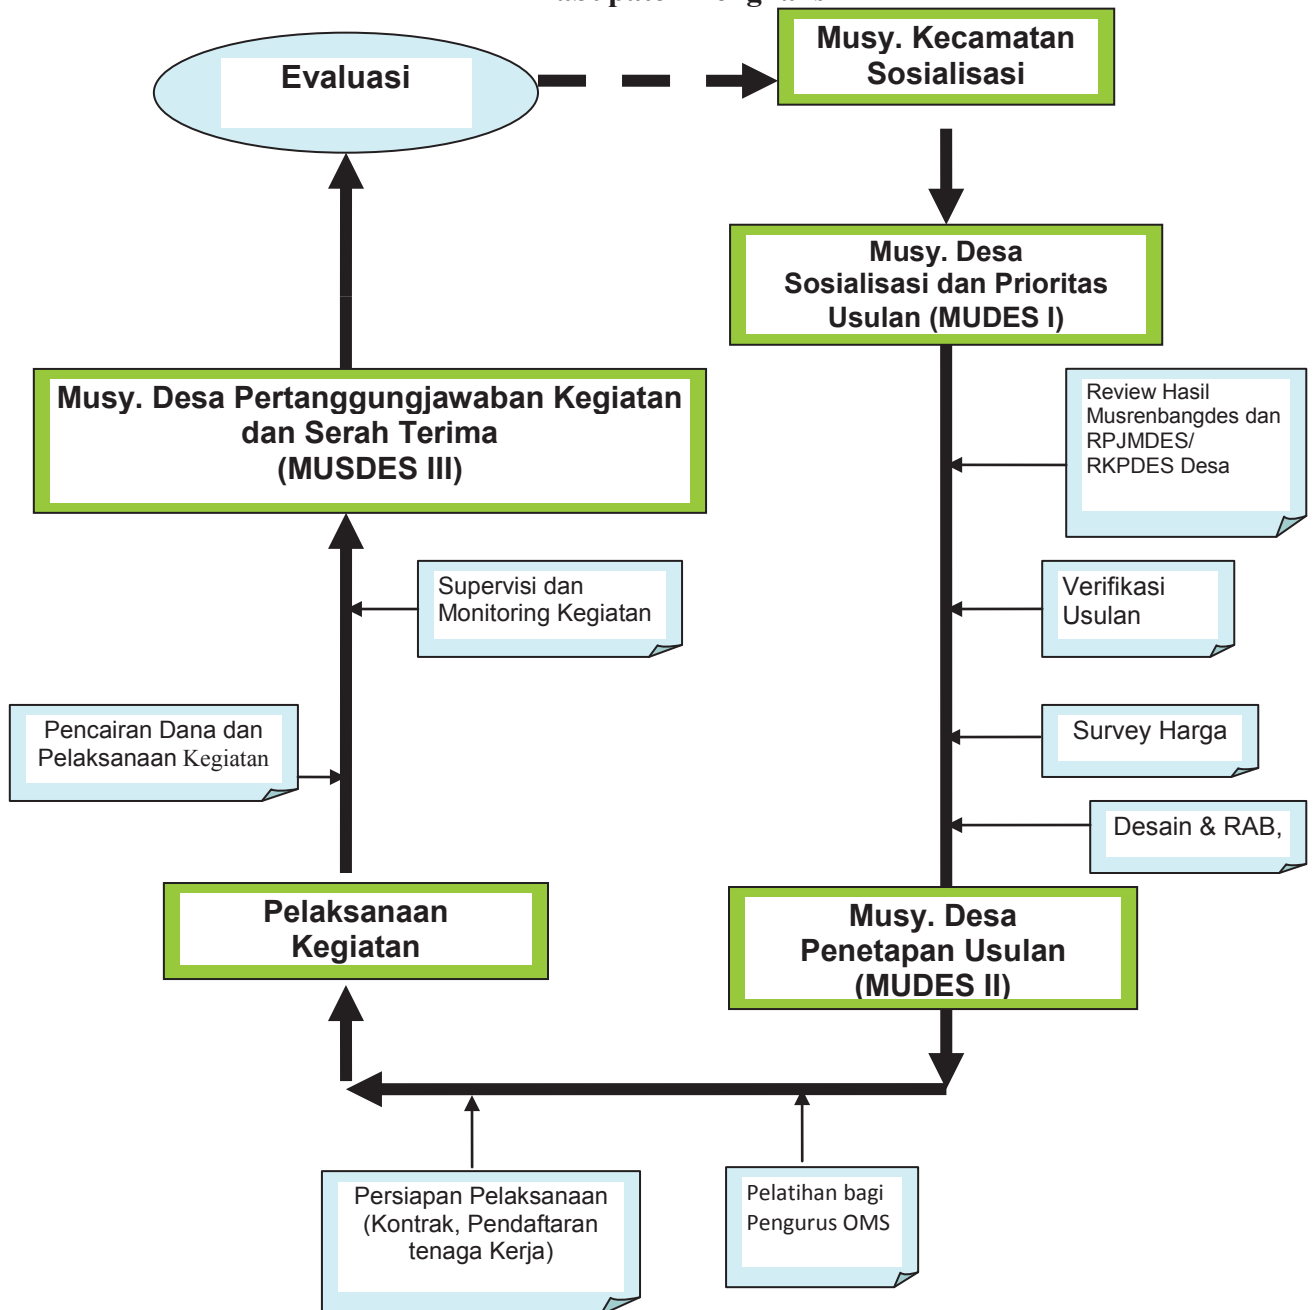 Evaluasi
Musy. Kecamatan
Sosialisasi
Musy. Desa
Sosialisasi dan Prioritas
Usulan (MUDES I)
Review Hasil
Musrenbangdes dan
RPJMDES/
RKPDES Desa
Verifikasi
Usulan
Survey Harga
Desain & RAB,
Musy. Desa
Penetapan Usulan
(MUDES II)
Pelatihan bagi
Pengurus OMS
Persiapan Pelaksanaan
(Kontrak, Pendaftaran
tenaga Kerja)
Pelaksanaan
Kegiatan
Pencairan Dana dan
Pelaksanaan Kegiatan
Supervisi dan
Monitoring Kegiatan
Musy. Desa Pertanggungjawaban Kegiatan
dan Serah Terima
(MUSDES III)